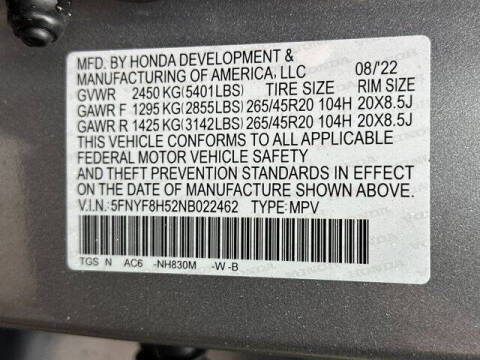 MFD. BY HONDA DEVELOPMENT &
MANUFACTURING OF AMERICA, LLC 08/'22
GVWR 2450 KG(5401LBS) TIRE SIZE RIM SIZE
GAWR F 1295 KG(2855LBS) 265/45R20 104H 20X8.5J
GAWR R 1425 KG(3142LBS) 265/45R20 104H 20X8.5J
THIS VEHICLE CONFORMS TO ALL APPLICABLE
FEDERAL MOTOR VEHICLE SAFETY
AND THEFT PREVENTION STANDARDS IN EFFECT
ON THE DATE OF MANUFACTURE SHOWN ABOVE.
V.I.N.:5FNYF8H52NB022462 TYPE:MPV
TGS N AC6 -NH830M -W -B